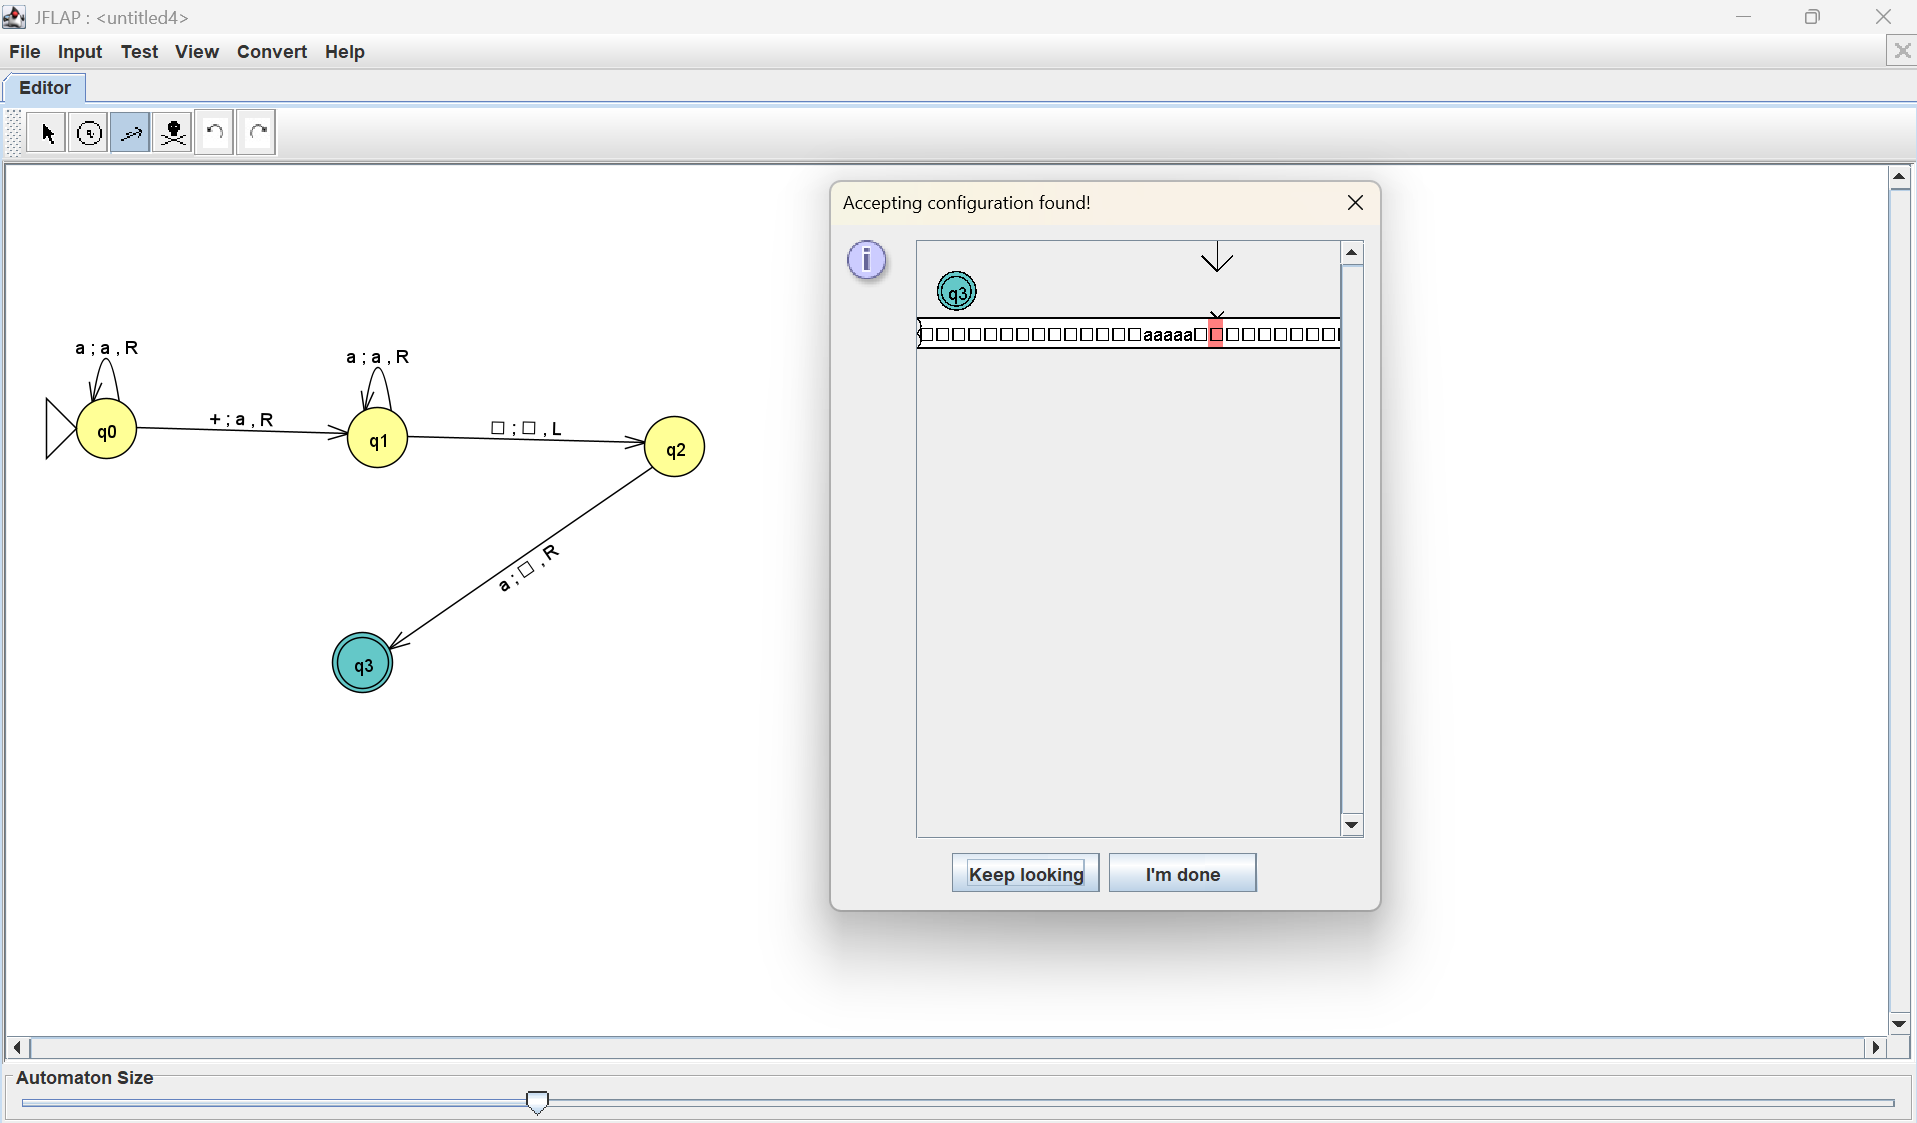 JFLAP : <untitled4>
File Input Test View Convert Help
Editor
Accepting configuration found!
i
q3
□□□□□□□□□□□□□□aaaaa□□□□□□□□□
a ; a , R
a ; a , R
q0
+ ; a , R
q1
□ ; □ , L
q2
a ; □ , R
q3
Keep looking I'm done
Automaton Size